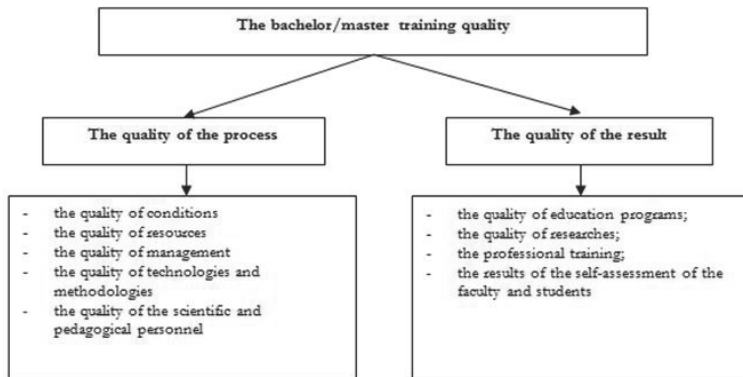 The bachelor/master training quality
The quality of the process
The quality of the result
- the quality of conditions
- the quality of resources
- the quality of management
- the quality of technologies and
methodologies
- the quality of the scientific and
pedagogical personnel
- the quality of education programs;
- the quality of researches;
- the professional training;
- the results of the self-assessment of the
faculty and students